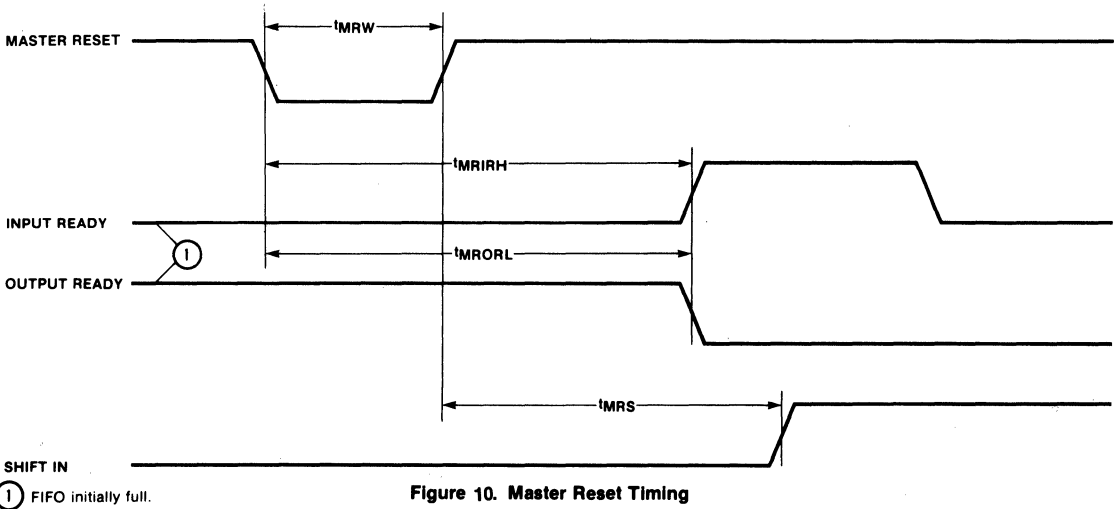 tMRW
MASTER RESET
tMRIRH
INPUT READY
1
tMRORL
OUTPUT READY
tMRS
SHIFT IN
1 FIFO initially full.
Figure 10. Master Reset Timing